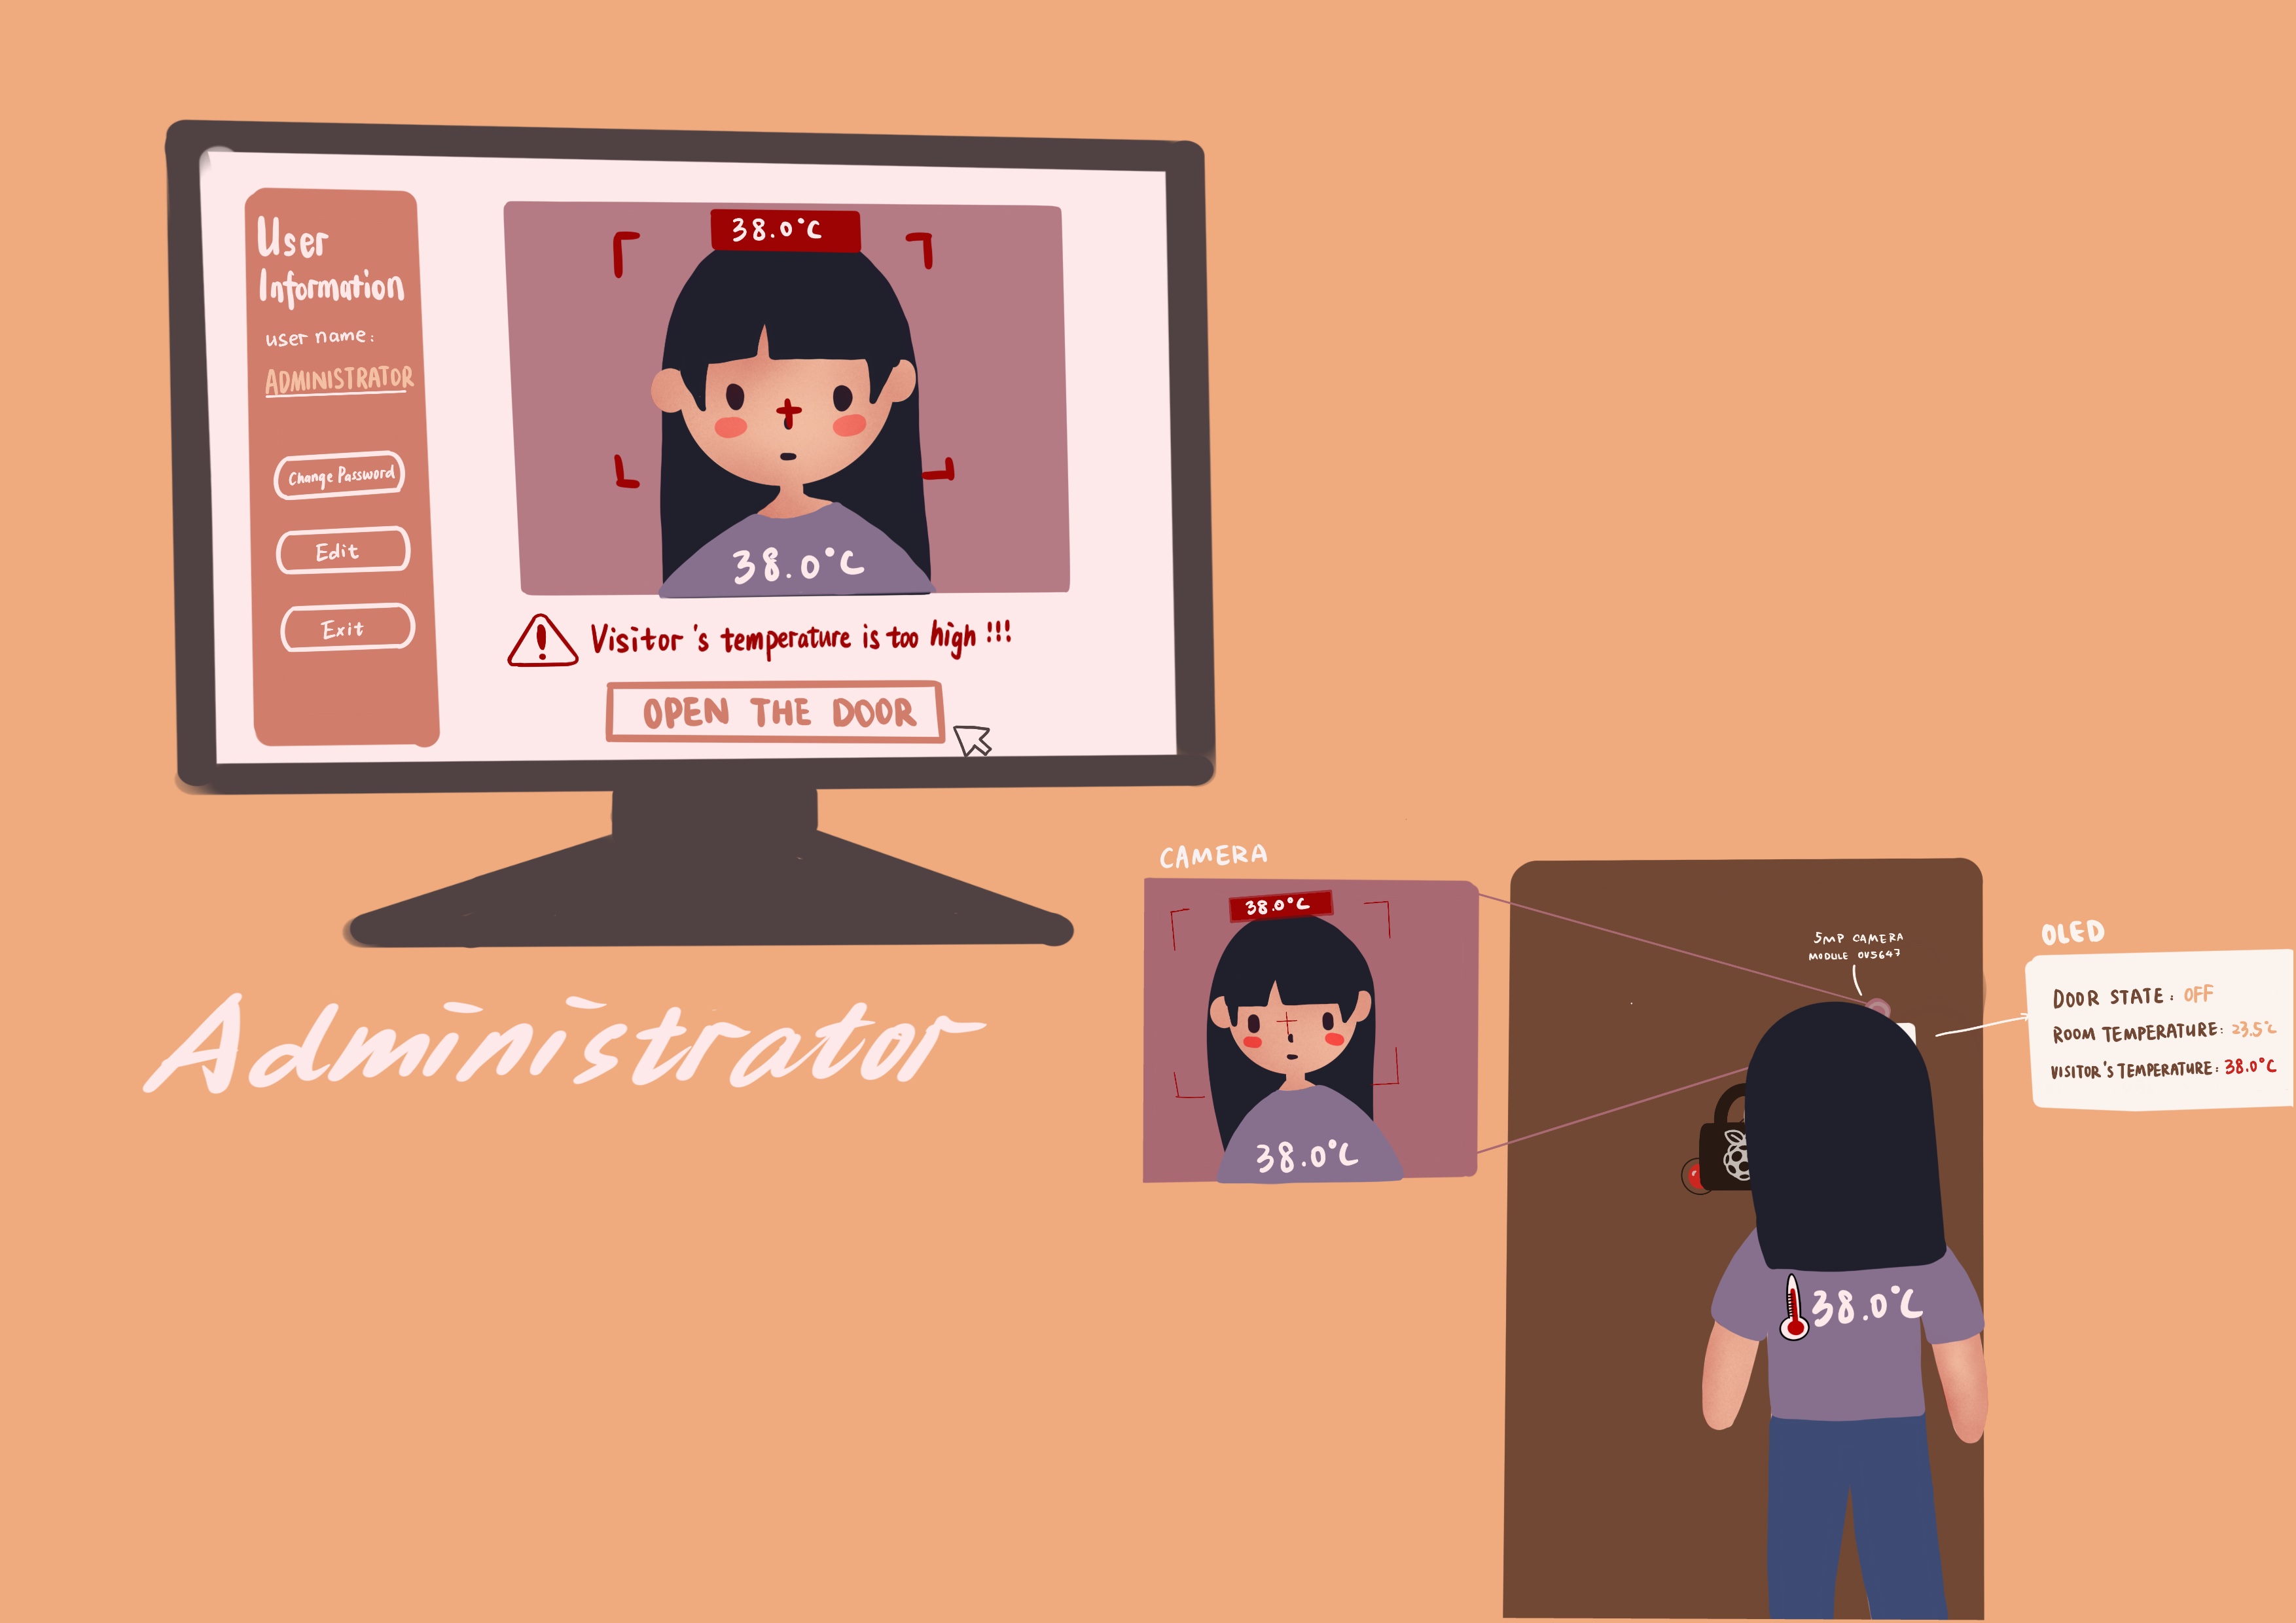 User
Information
user name:
ADMINISTRATOR
Change Password
Edit
Exit
38.0°C
38.0°C
Visitor's temperature is too high !!!
OPEN THE DOOR
Administrator
CAMERA
38.0°C
38.0°C
5MP CAMERA
MODULE OV5647
38.0°C
OLED
DOOR STATE: OFF
ROOM TEMPERATURE: 23.5°C
VISITOR'S TEMPERATURE: 38.0°C